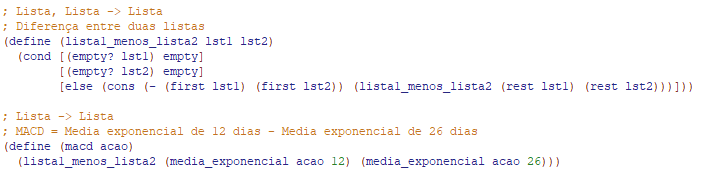 ; Lista, Lista -> Lista
; Diferença entre duas listas
(define (lista1_menos_lista2 lst1 lst2)
  (cond [(empty? lst1) empty]
        [(empty? lst2) empty]
        [else (cons (- (first lst1) (first lst2)) (lista1_menos_lista2 (rest lst1) (rest lst2)))]))

; Lista -> Lista
; MACD = Media exponencial de 12 dias - Media exponencial de 26 dias
(define (macd acao)
  (lista1_menos_lista2 (media_exponencial acao 12) (media_exponencial acao 26)))